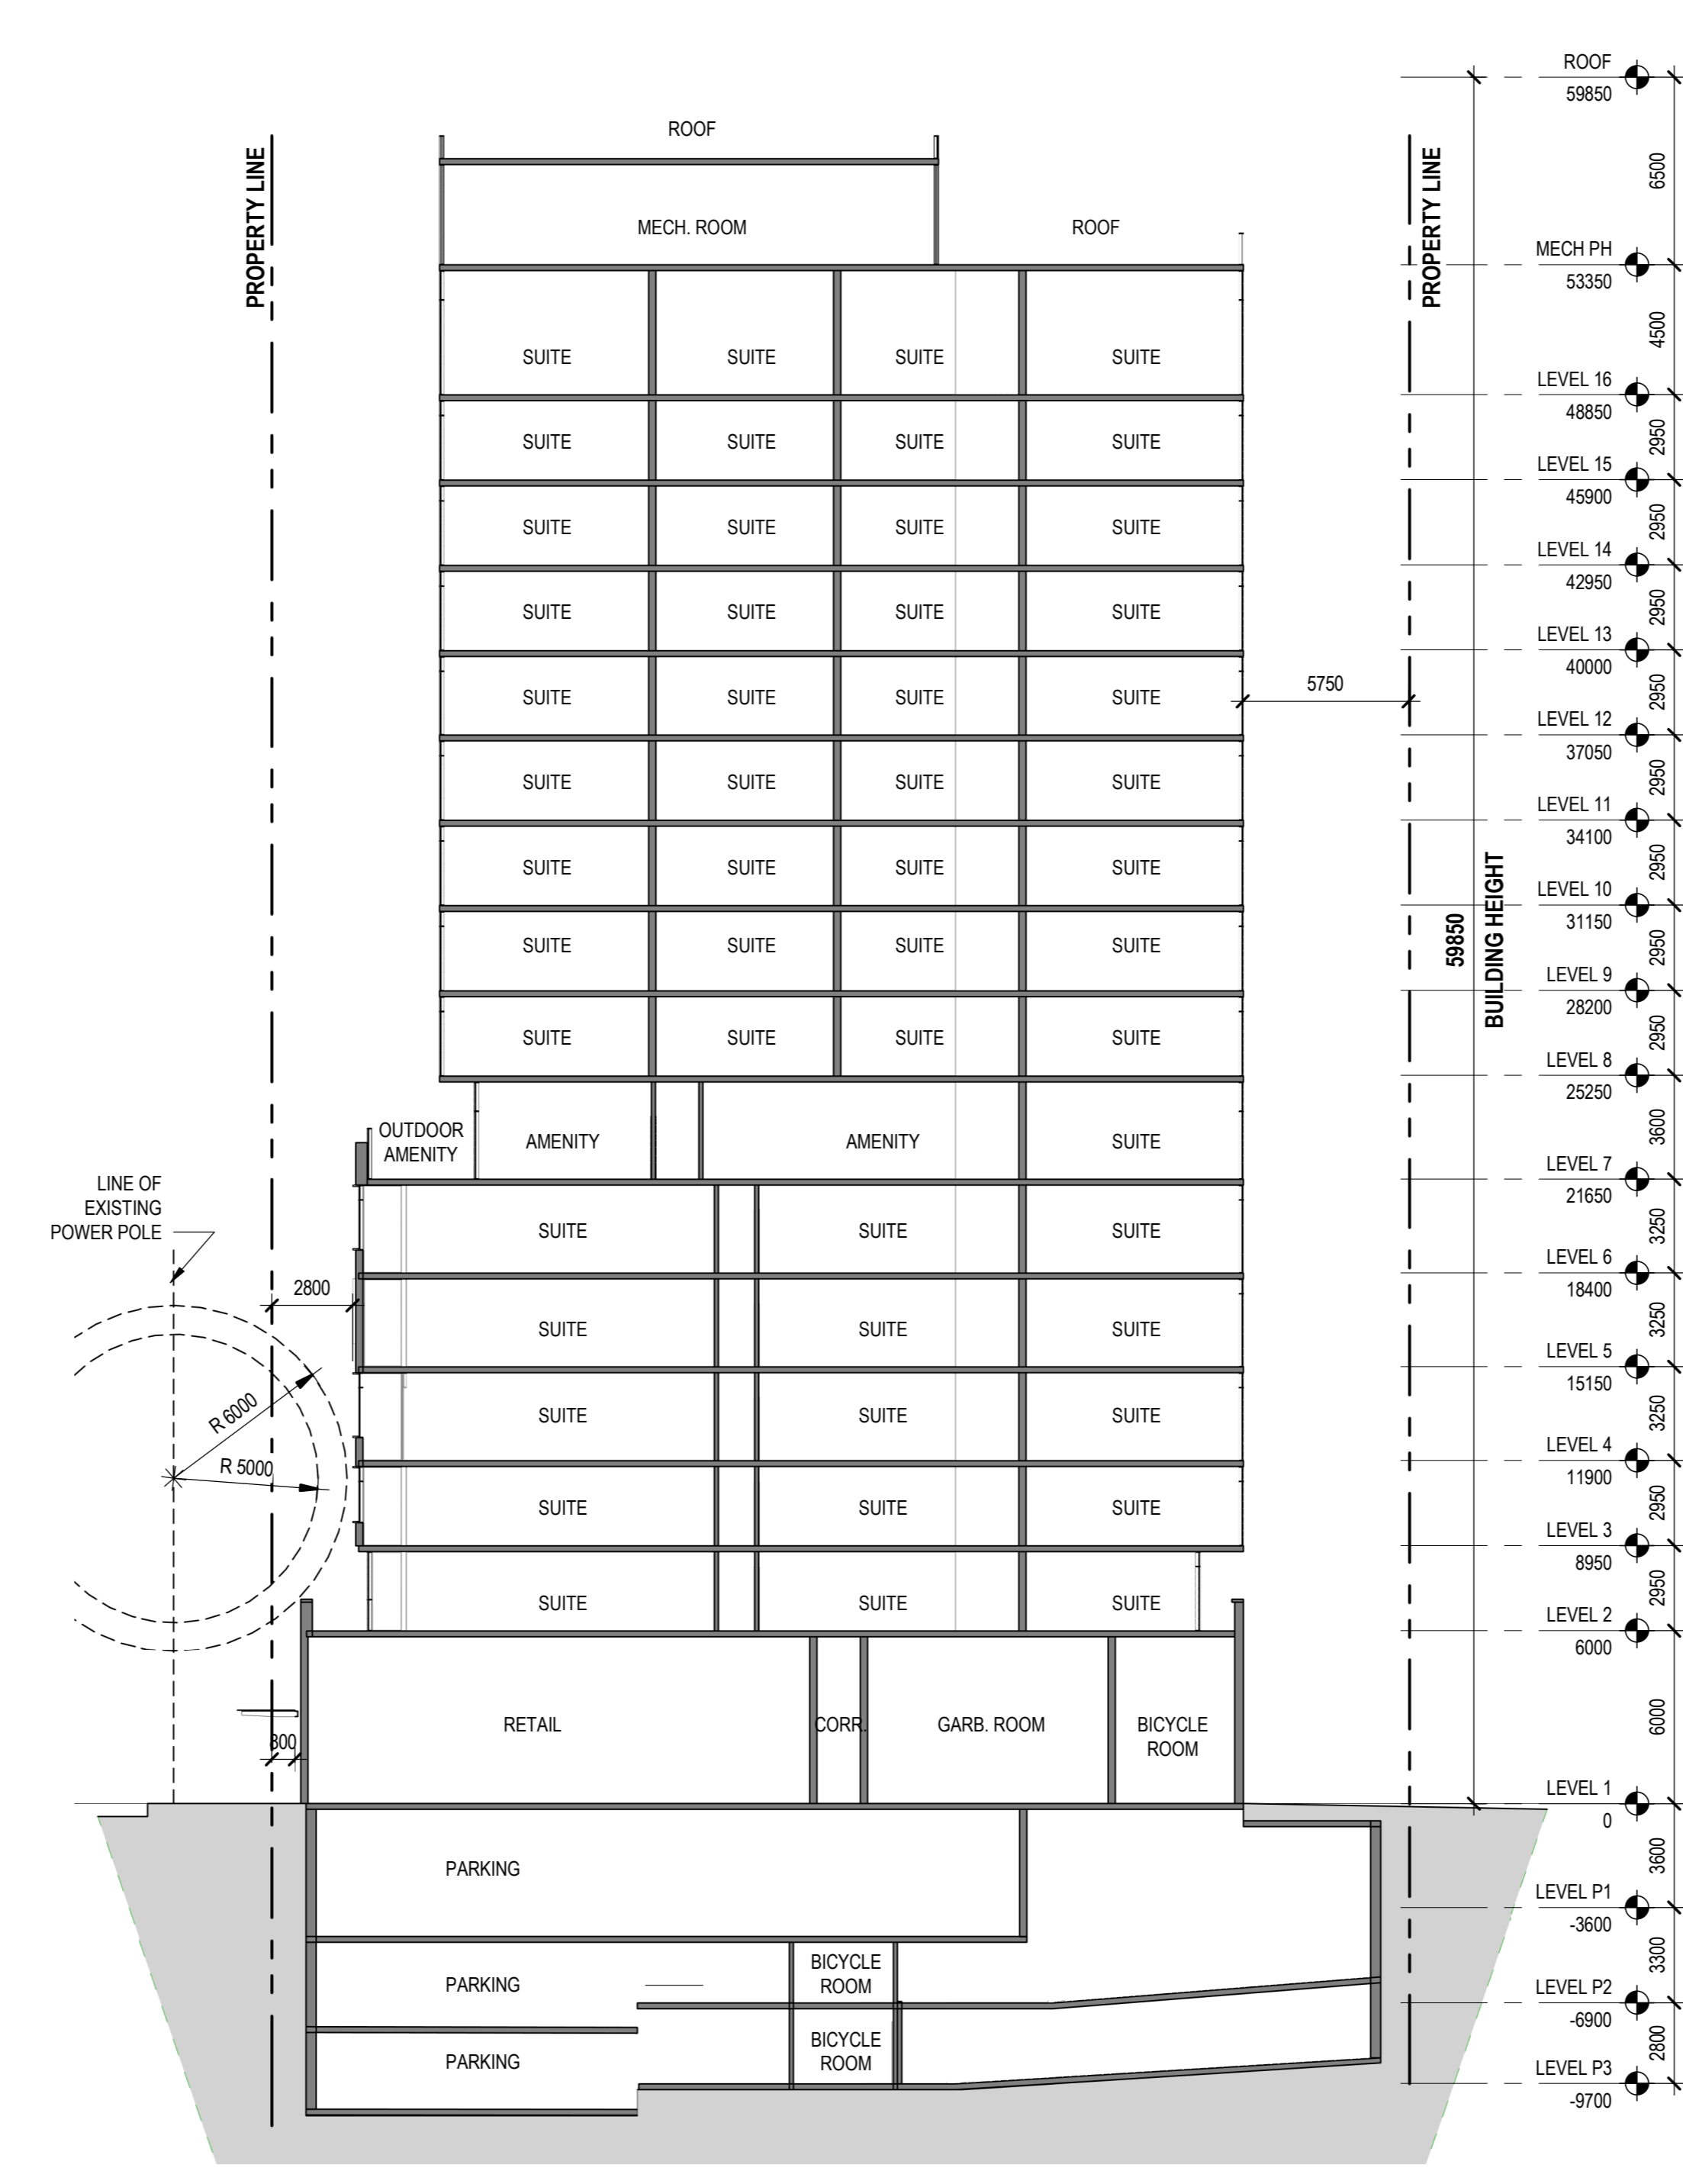 ROOF
59850
ROOF
PROPERTY LINE
PROPERTY LINE
6500
MECH. ROOM
ROOF
MECH PH
53350
4500
SUITE SUITE SUITE SUITE
LEVEL 16
48850
2950
SUITE SUITE SUITE SUITE
LEVEL 15
45900
2950
SUITE SUITE SUITE SUITE
LEVEL 14
42950
2950
SUITE SUITE SUITE SUITE
LEVEL 13
40000
2950
5750
SUITE SUITE SUITE SUITE
LEVEL 12
37050
2950
SUITE SUITE SUITE SUITE
LEVEL 11
34100
2950
SUITE SUITE SUITE SUITE
LEVEL 10
31150
59850
BUILDING HEIGHT
2950
SUITE SUITE SUITE SUITE
LEVEL 9
28200
2950
SUITE SUITE SUITE SUITE
LEVEL 8
25250
3600
OUTDOOR
AMENITY
AMENITY AMENITY SUITE
LEVEL 7
21650
LINE OF
EXISTING
POWER POLE
3250
SUITE SUITE SUITE
LEVEL 6
18400
2800
3250
SUITE SUITE SUITE
LEVEL 5
15150
R 6000
3250
SUITE SUITE SUITE
LEVEL 4
11900
R 5000
2950
SUITE SUITE SUITE
LEVEL 3
8950
2950
SUITE SUITE SUITE
LEVEL 2
6000
6000
RETAIL CORR. GARB. ROOM
BICYCLE
ROOM
800
LEVEL 1
0
3600
PARKING
LEVEL P1
-3600
3300
PARKING
BICYCLE
ROOM
LEVEL P2
-6900
2800
PARKING
BICYCLE
ROOM
LEVEL P3
-9700